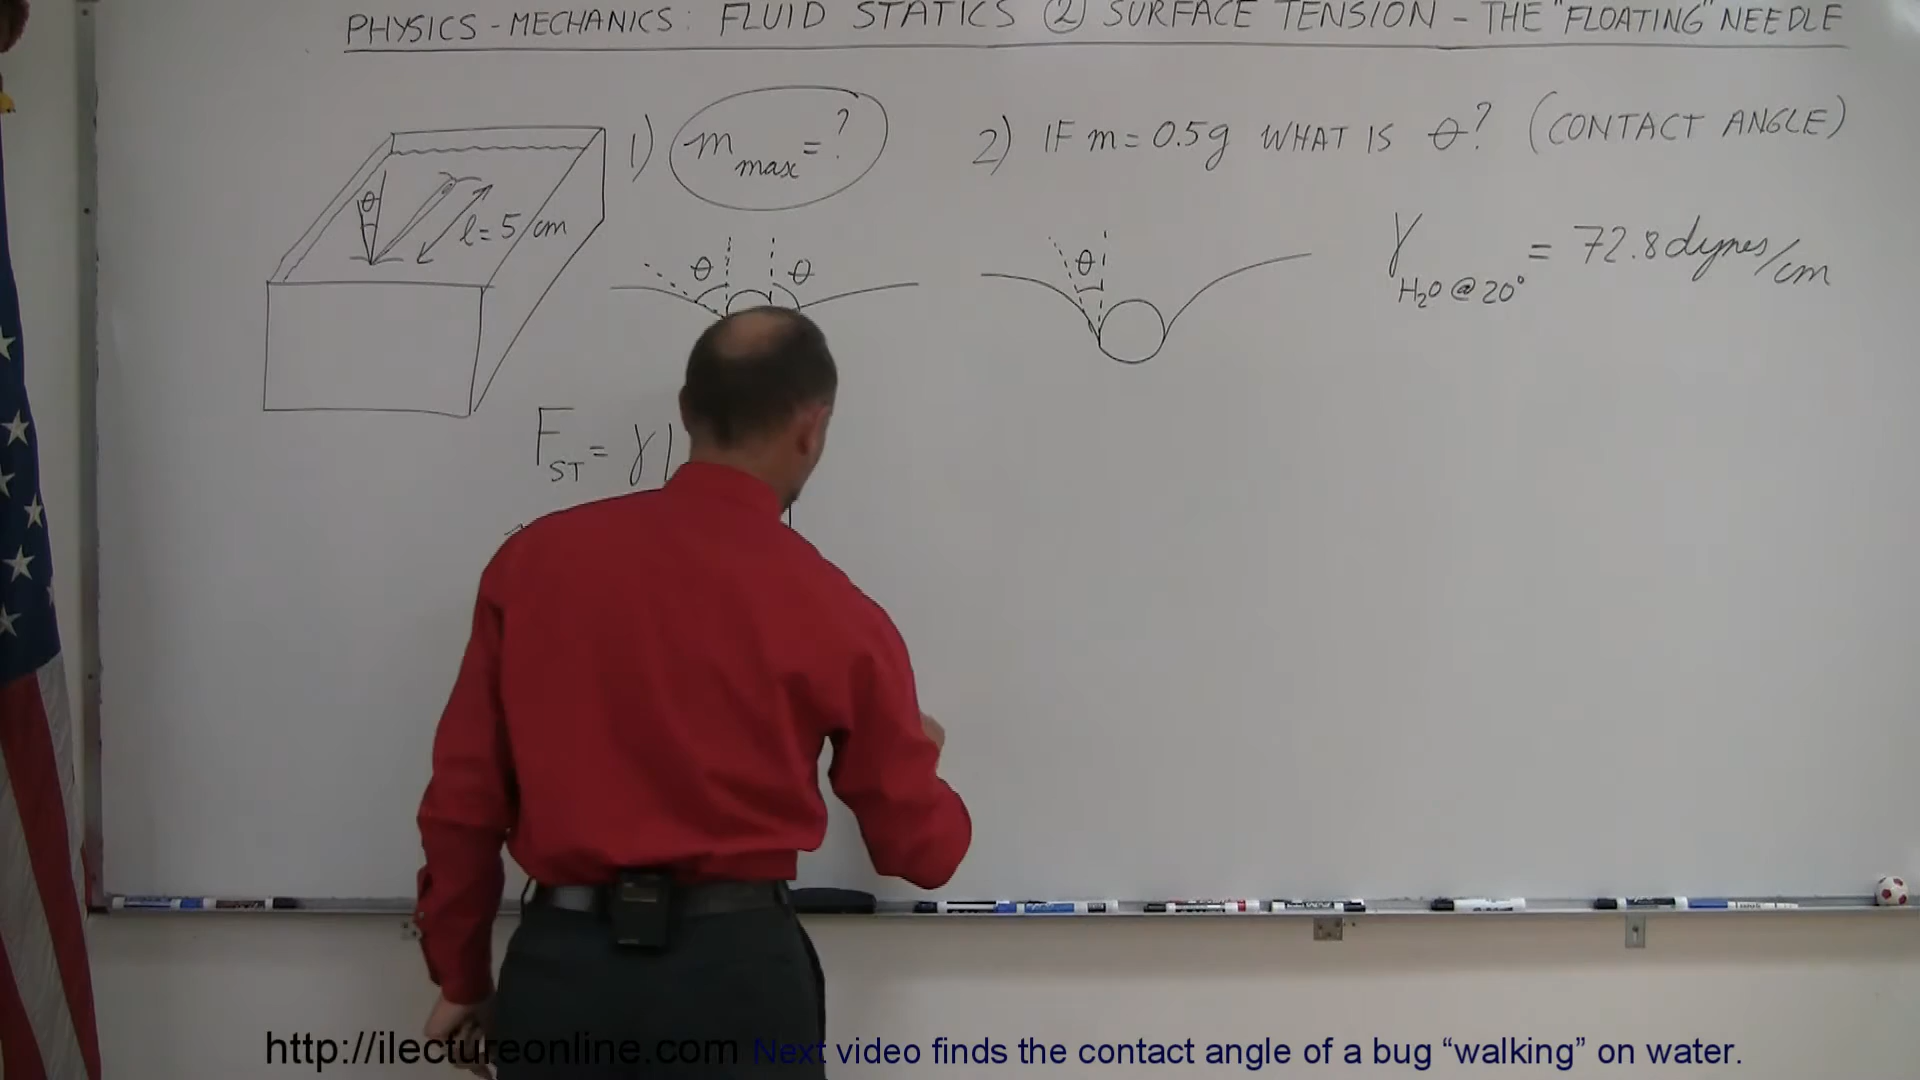 PHYSICS - MECHANICS: FLUID STATICS ② SURFACE TENSION - THE "FLOATING" NEEDLE
1) m max = ?
2) IF m = 0.5g WHAT IS θ? (CONTACT ANGLE)
θ
l = 5 cm
θ θ
θ
γ H₂O @ 20° = 72.8 dynes/cm
F ST = γ
http://ilectureonline.com Next video finds the contact angle of a bug “walking” on water.